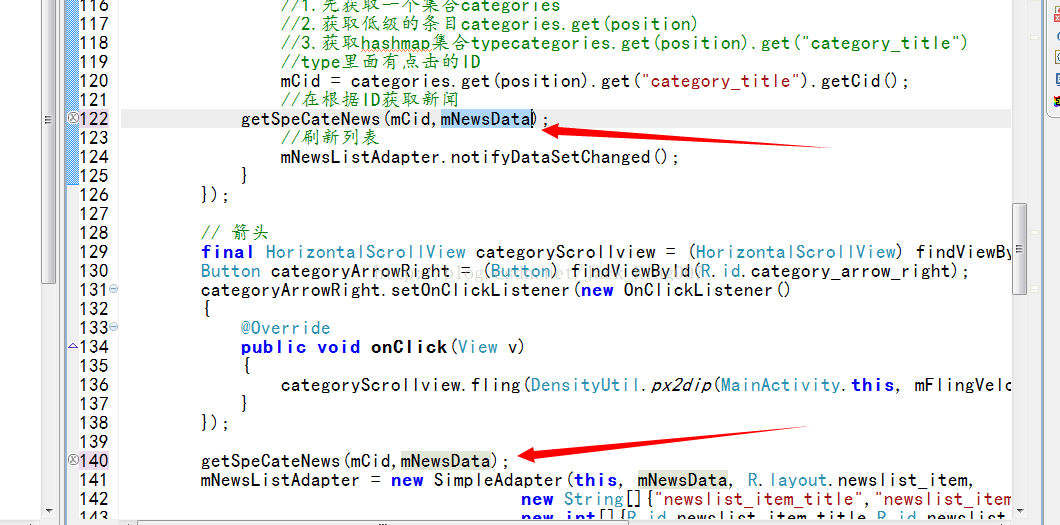 116 //1.先获取一个集合categories
117 //2.获取低级的条目categories.get(position)
118 //3.获取hashmap集合typecategories.get(position).get("category_title")
119 //type里面有点击的ID
120 mCid = categories.get(position).get("category_title").getCid();
121 //在根据ID获取新闻
122 getSpeCateNews(mCid,mNewsData);
123 //刷新列表
124 mNewsListAdapter.notifyDataSetChanged();
125 }
126 });
127
128 // 箭头
129 final HorizontalScrollView categoryScrollview = (HorizontalScrollView) findViewBy
130 Button categoryArrowRight = (Button) findViewById(R.id.category_arrow_right);
131 categoryArrowRight.setOnClickListener(new OnClickListener()
132 {
133 @Override
134 public void onClick(View v)
135 {
136 categoryScrollview.fling(DensityUtil.px2dip(MainActivity.this, mFlingVelo
137 }
138 });
139
140 getSpeCateNews(mCid,mNewsData);
141 mNewsListAdapter = new SimpleAdapter(this, mNewsData, R.layout.newslist_item,
142 new String[]{"newslist_item_title","newslist_item
143 new int[]{R.id.newslist_item_title,R.id.newslist